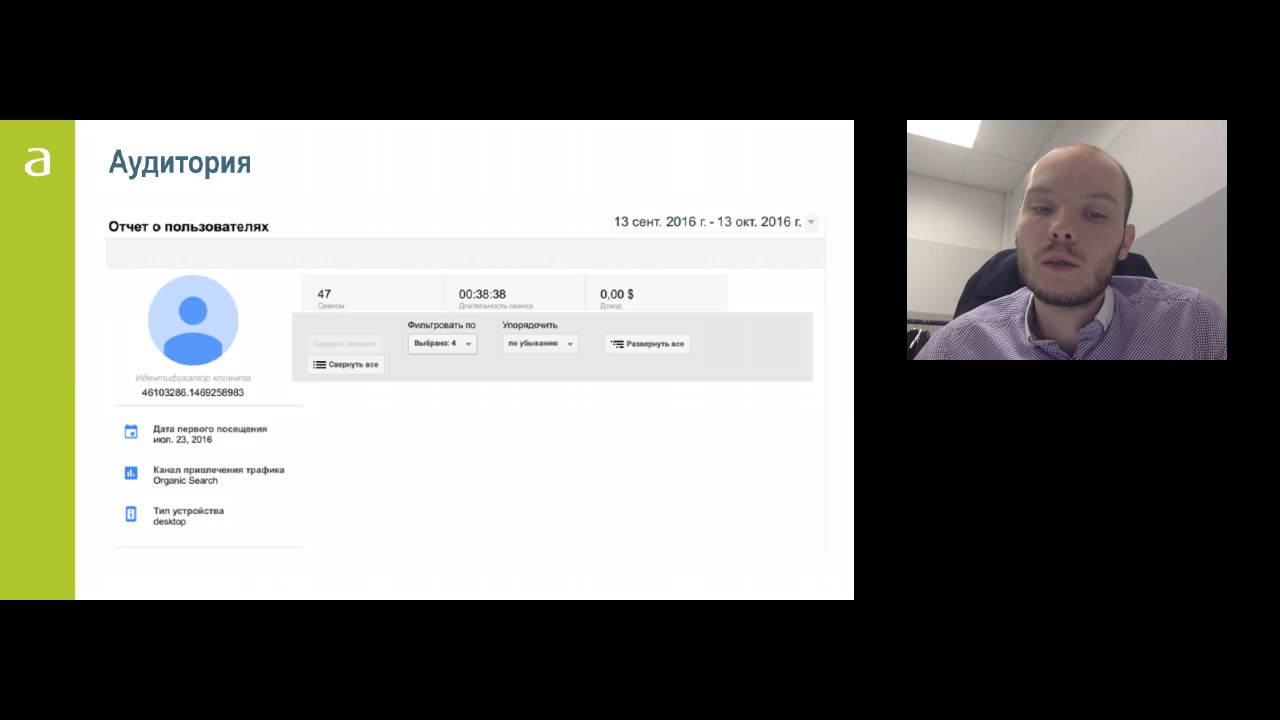 a
Аудитория
Отчет о пользователях
13 сент. 2016 г. - 13 окт. 2016 г.
47
Сеансы
00:38:38
Длительность сеанса
0,00 $
Доход
Создать сегмент
Фильтровать по
Выбрано: 4
Упорядочить
по убыванию
Развернуть все
Свернуть все
Идентификатор клиента
46103286.1469258983
Дата первого посещения
июл. 23, 2016
Канал привлечения трафика
Organic Search
Тип устройства
desktop